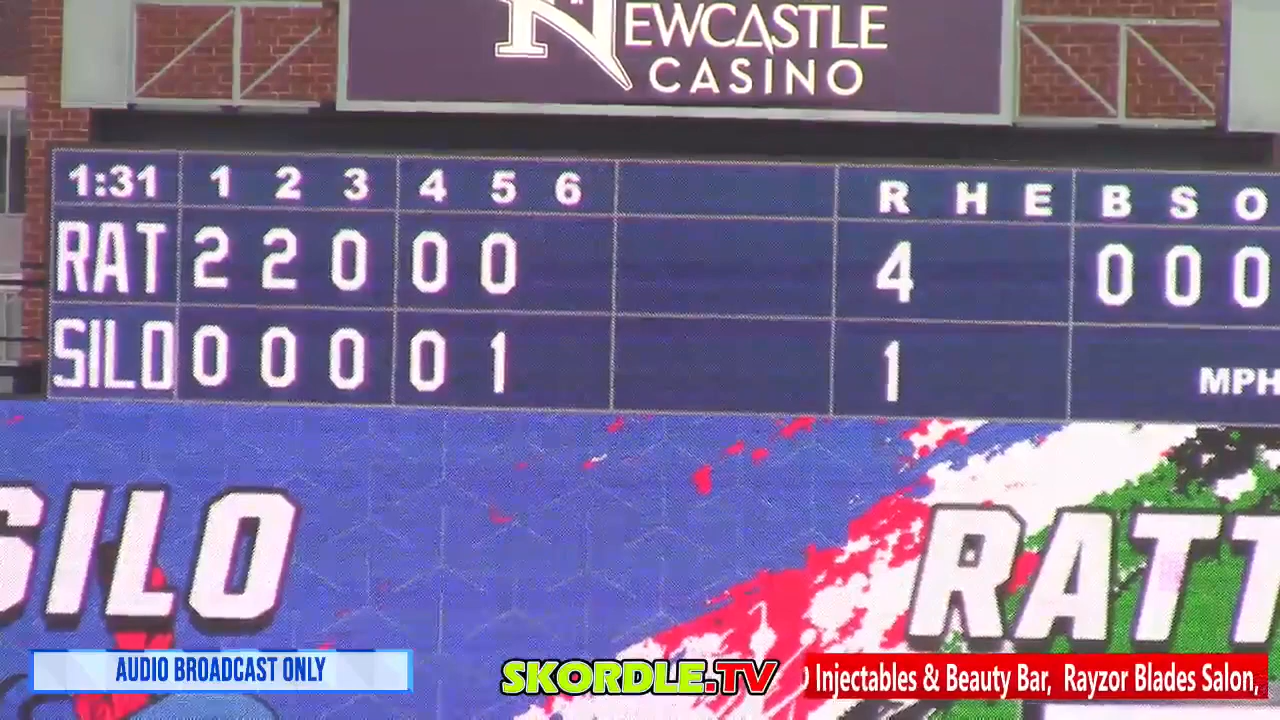 NEWCASTLE
CASINO
1:31 1 2 3 4 5 6 R H E B S O
RAT 2 2 0 0 0 4 0 0 0
SILO 0 0 0 0 1 1 MPH
SILO
RATT
AUDIO BROADCAST ONLY
SKORDLE.TV
Injectables & Beauty Bar, Rayzor Blades Salon,